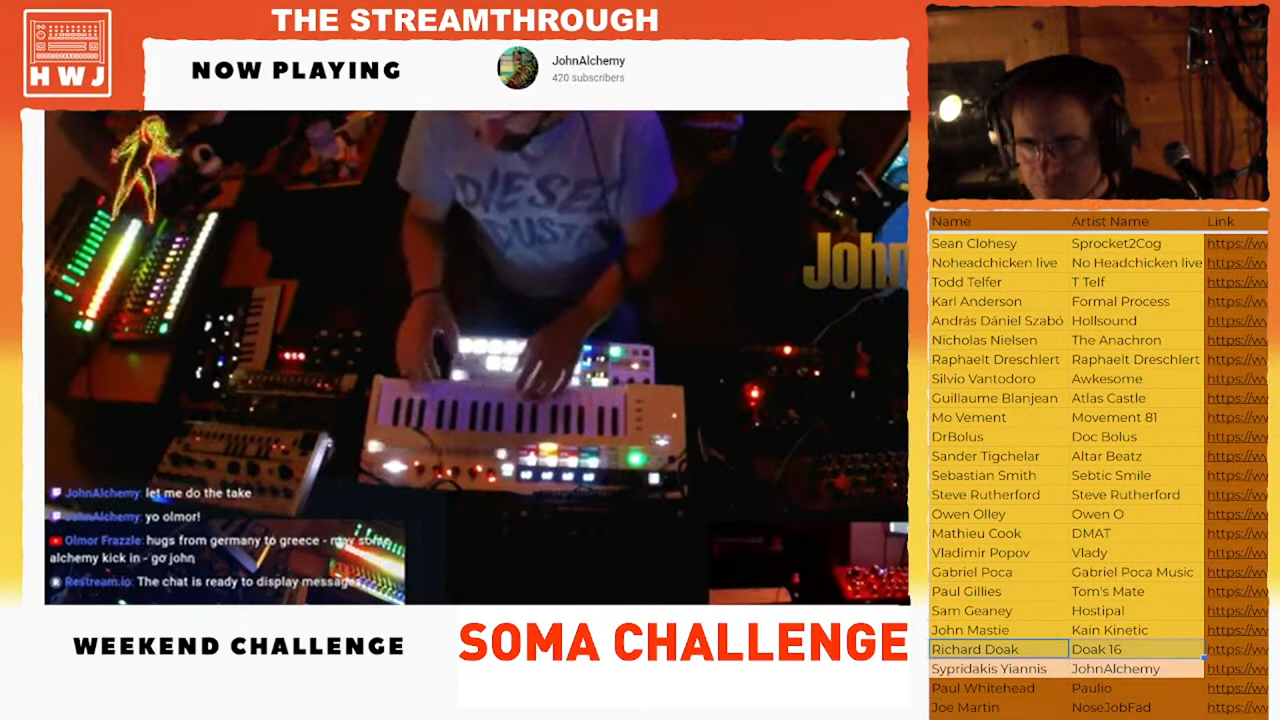 THE STREAMTHROUGH
HWJ
NOW PLAYING
JohnAlchemy
420 subscribers
DIESEL
John
JohnAlchemy: let me do the take
JohnAlchemy: yo olmor!
Olmor Frazzle: hugs from germany to greece - may some
alchemy kick in - go john
Restream.io: The chat is ready to display messages
WEEKEND CHALLENGE
SOMA CHALLENGE
Name Artist Name Link
Sean Clohesy Sprocket2Cog https://ww
Noheadchicken live No Headchicken live https://ww
Todd Telfer T Telf https://ww
Karl Anderson Formal Process https://ww
András Dániel Szabó Hollsound https://ww
Nicholas Nielsen The Anachron https://ww
Raphaelt Dreschlert Raphaelt Dreschlert https://ww
Silvio Vantodoro Awkesome https://ww
Guillaume Blanjean Atlas Castle https://ww
Mo Vement Movement 81 https://ww
DrBolus Doc Bolus https://ww
Sander Tigchelar Altar Beatz https://ww
Sebastian Smith Sebtic Smile https://ww
Steve Rutherford Steve Rutherford https://ww
Owen Olley Owen O https://ww
Mathieu Cook DMAT https://ww
Vladimir Popov Vlady https://ww
Gabriel Poca Gabriel Poca Music https://ww
Paul Gillies Tom's Mate https://ww
Sam Geaney Hostipal https://ww
John Mastie Kain Kinetic https://ww
Richard Doak Doak 16 https://ww
Sypridakis Yiannis JohnAlchemy https://ww
Paul Whitehead Paulio https://ww
Joe Martin NoseJobFad https://ww